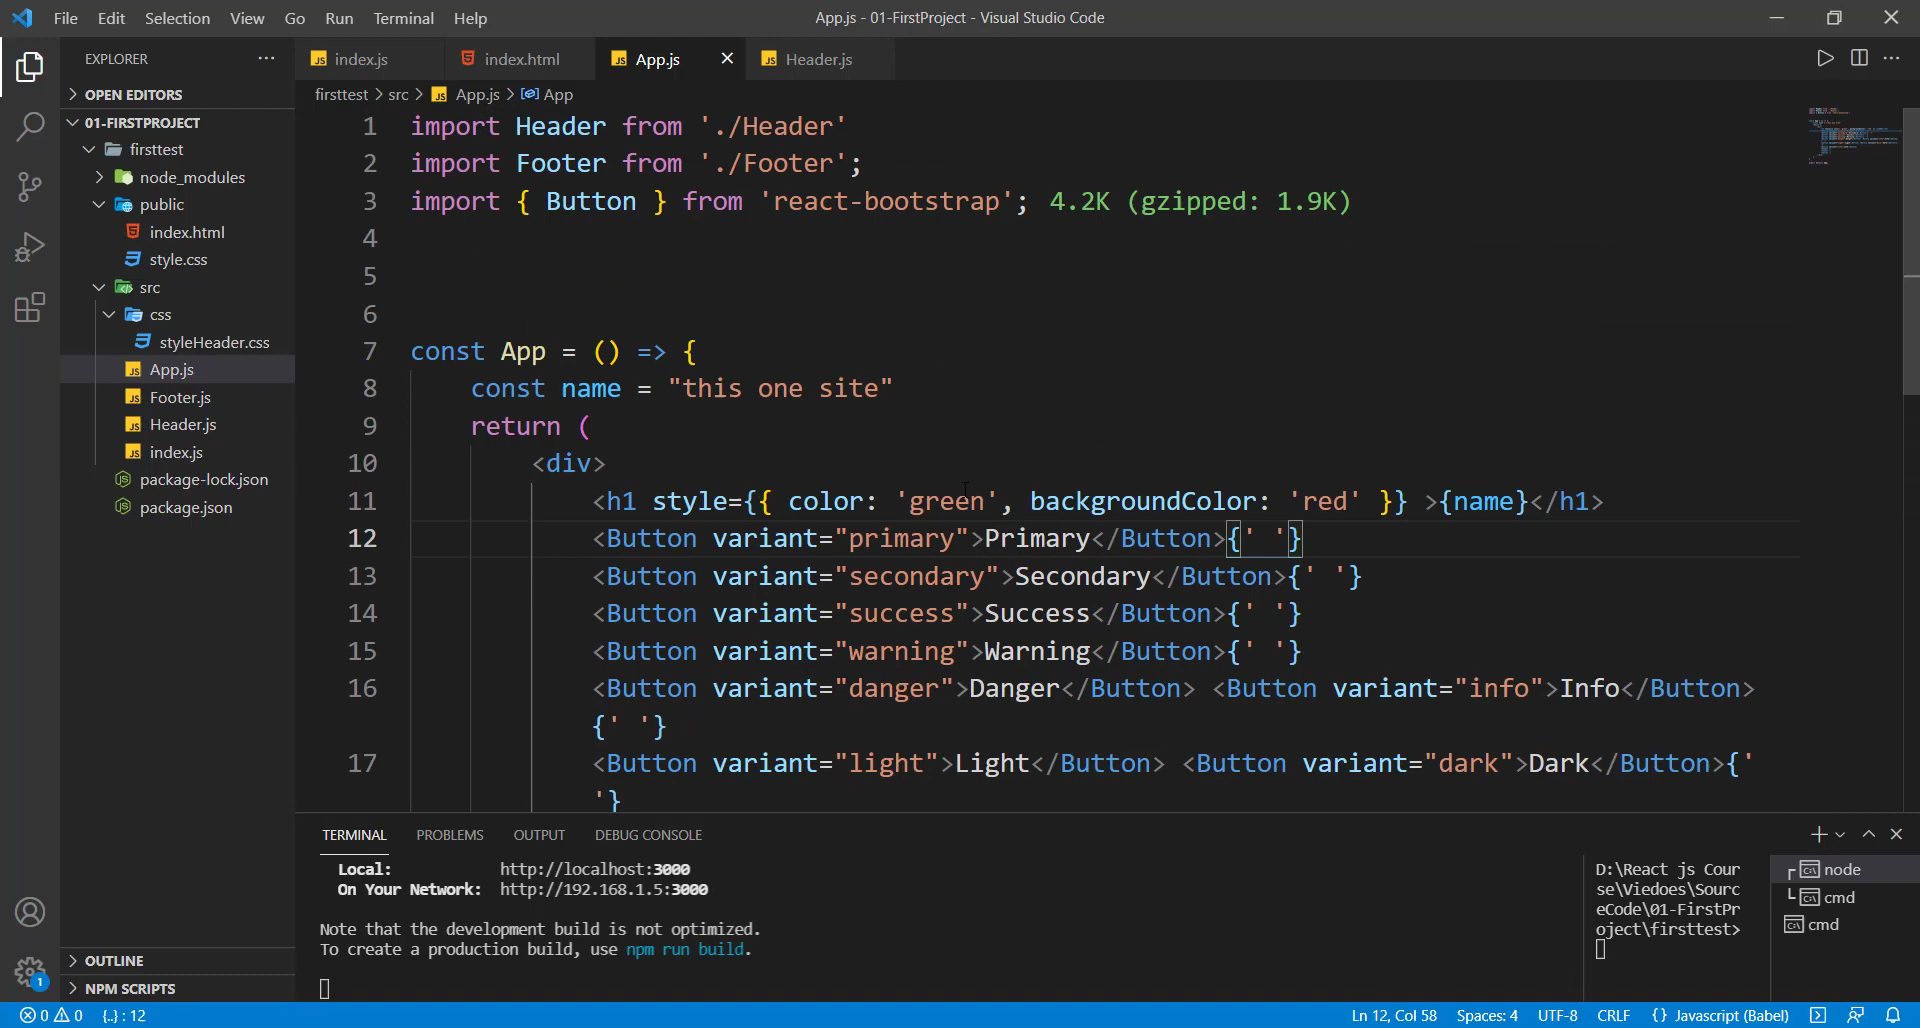 File Edit Selection View Go Run Terminal Help
App.js - 01-FirstProject - Visual Studio Code
EXPLORER
OPEN EDITORS
01-FIRSTPROJECT
firsttest
node_modules
public
index.html
style.css
src
css
styleHeader.css
App.js
Footer.js
Header.js
index.js
package-lock.json
package.json
OUTLINE
NPM SCRIPTS
index.js index.html App.js Header.js
firsttest > src > App.js > App
1 import Header from './Header'
2 import Footer from './Footer';
3 import { Button } from 'react-bootstrap'; 4.2K (gzipped: 1.9K)
4
5
6
7 const App = () => {
8 const name = "this one site"
9 return (
10 <div>
11 <h1 style={{ color: 'green', backgroundColor: 'red' }} >{name}</h1>
12 <Button variant="primary">Primary</Button>{' '}
13 <Button variant="secondary">Secondary</Button>{' '}
14 <Button variant="success">Success</Button>{' '}
15 <Button variant="warning">Warning</Button>{' '}
16 <Button variant="danger">Danger</Button> <Button variant="info">Info</Button>
{' '}
17 <Button variant="light">Light</Button> <Button variant="dark">Dark</Button>{'
'}
TERMINAL PROBLEMS OUTPUT DEBUG CONSOLE
Local: http://localhost:3000
On Your Network: http://192.168.1.5:3000
Note that the development build is not optimized.
To create a production build, use npm run build.
D:\React js Cour
se\Viedoes\Sourc
eCode\01-FirstPr
oject\firsttest>
node
cmd
cmd
1
0 0 {..} : 12
Ln 12, Col 58 Spaces: 4 UTF-8 CRLF {} Javascript (Babel)